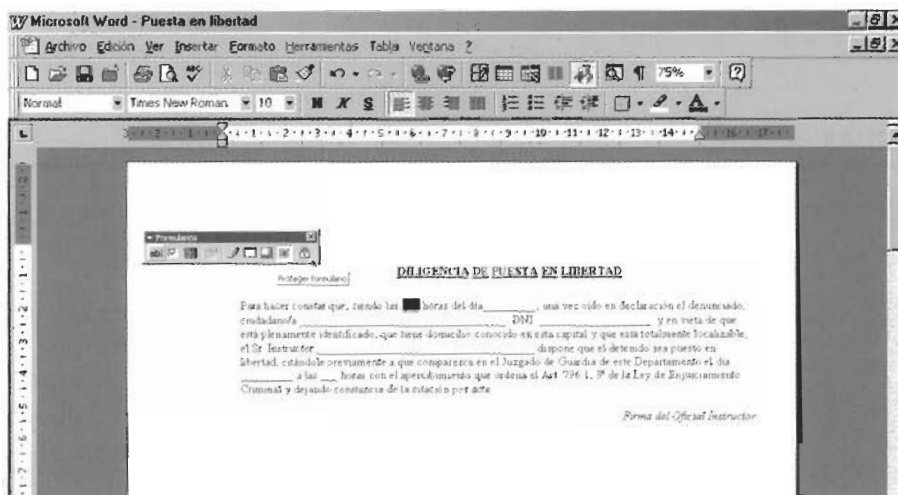 Microsoft Word - Puesta en libertad
Archivo Edición Ver Insertar Formato Herramientas Tabla Ventana ?
75%
Normal Times New Roman 10 N K S
Formularios
Proteger formulario
DILIGENCIA DE PUESTA EN LIBERTAD
Para hacer constar que, siendo las horas del día ________, una vez oido en declaración el denunciado,
ciudadano/a ________ DNI ________ y en vista de que
está plenamente identificado, que tiene domicilio conocido en esta capital y que está totalmente localizable,
el Sr. Instructor ________ dispone que el detenido sea puesto en
libertad, citándole previamente a que comparezca en el Juzgado de Guardia de este Departamento el día
________ a las ___ horas con el apercibimiento que ordena el Art. 796.1, 3ª de la Ley de Enjuiciamiento
Criminal y dejando constancia de la citación por acta
Firma del Oficial Instructor